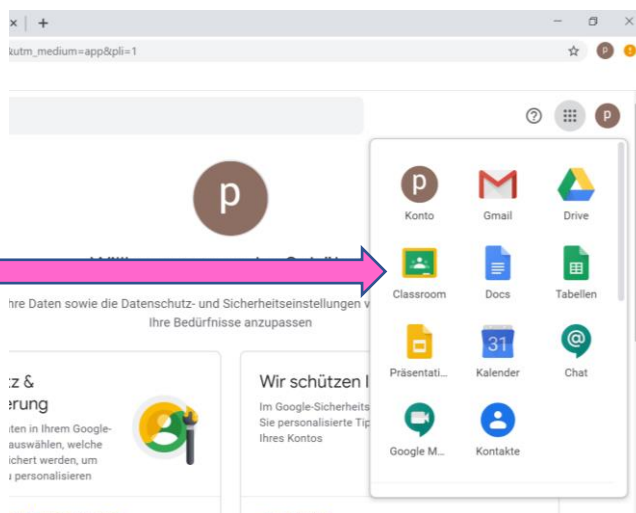 &utm_medium=app&pli=1
p
p
p
p
Konto
Gmail
Drive
Classroom
Docs
Tabellen
Präsentati...
31
Kalender
Chat
Google M...
Kontakte
hre Daten sowie die Datenschutz- und Sicherheitseinstellungen
Ihre Bedürfnisse anzupassen
tz &
erung
ten in Ihrem Google-
auswählen, welche
ichert werden, um
u personalisieren
Wir schützen I
Im Google-Sicherheits
Sie personalisierte Tip
Ihres Kontos